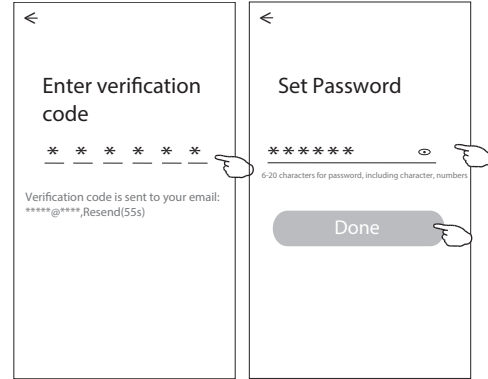 Enter verification
code
* * * * * *
Verification code is sent to your email:
*****@****,Resend(55s)
Set Password
******
6-20 characters for password, including character, numbers
Done